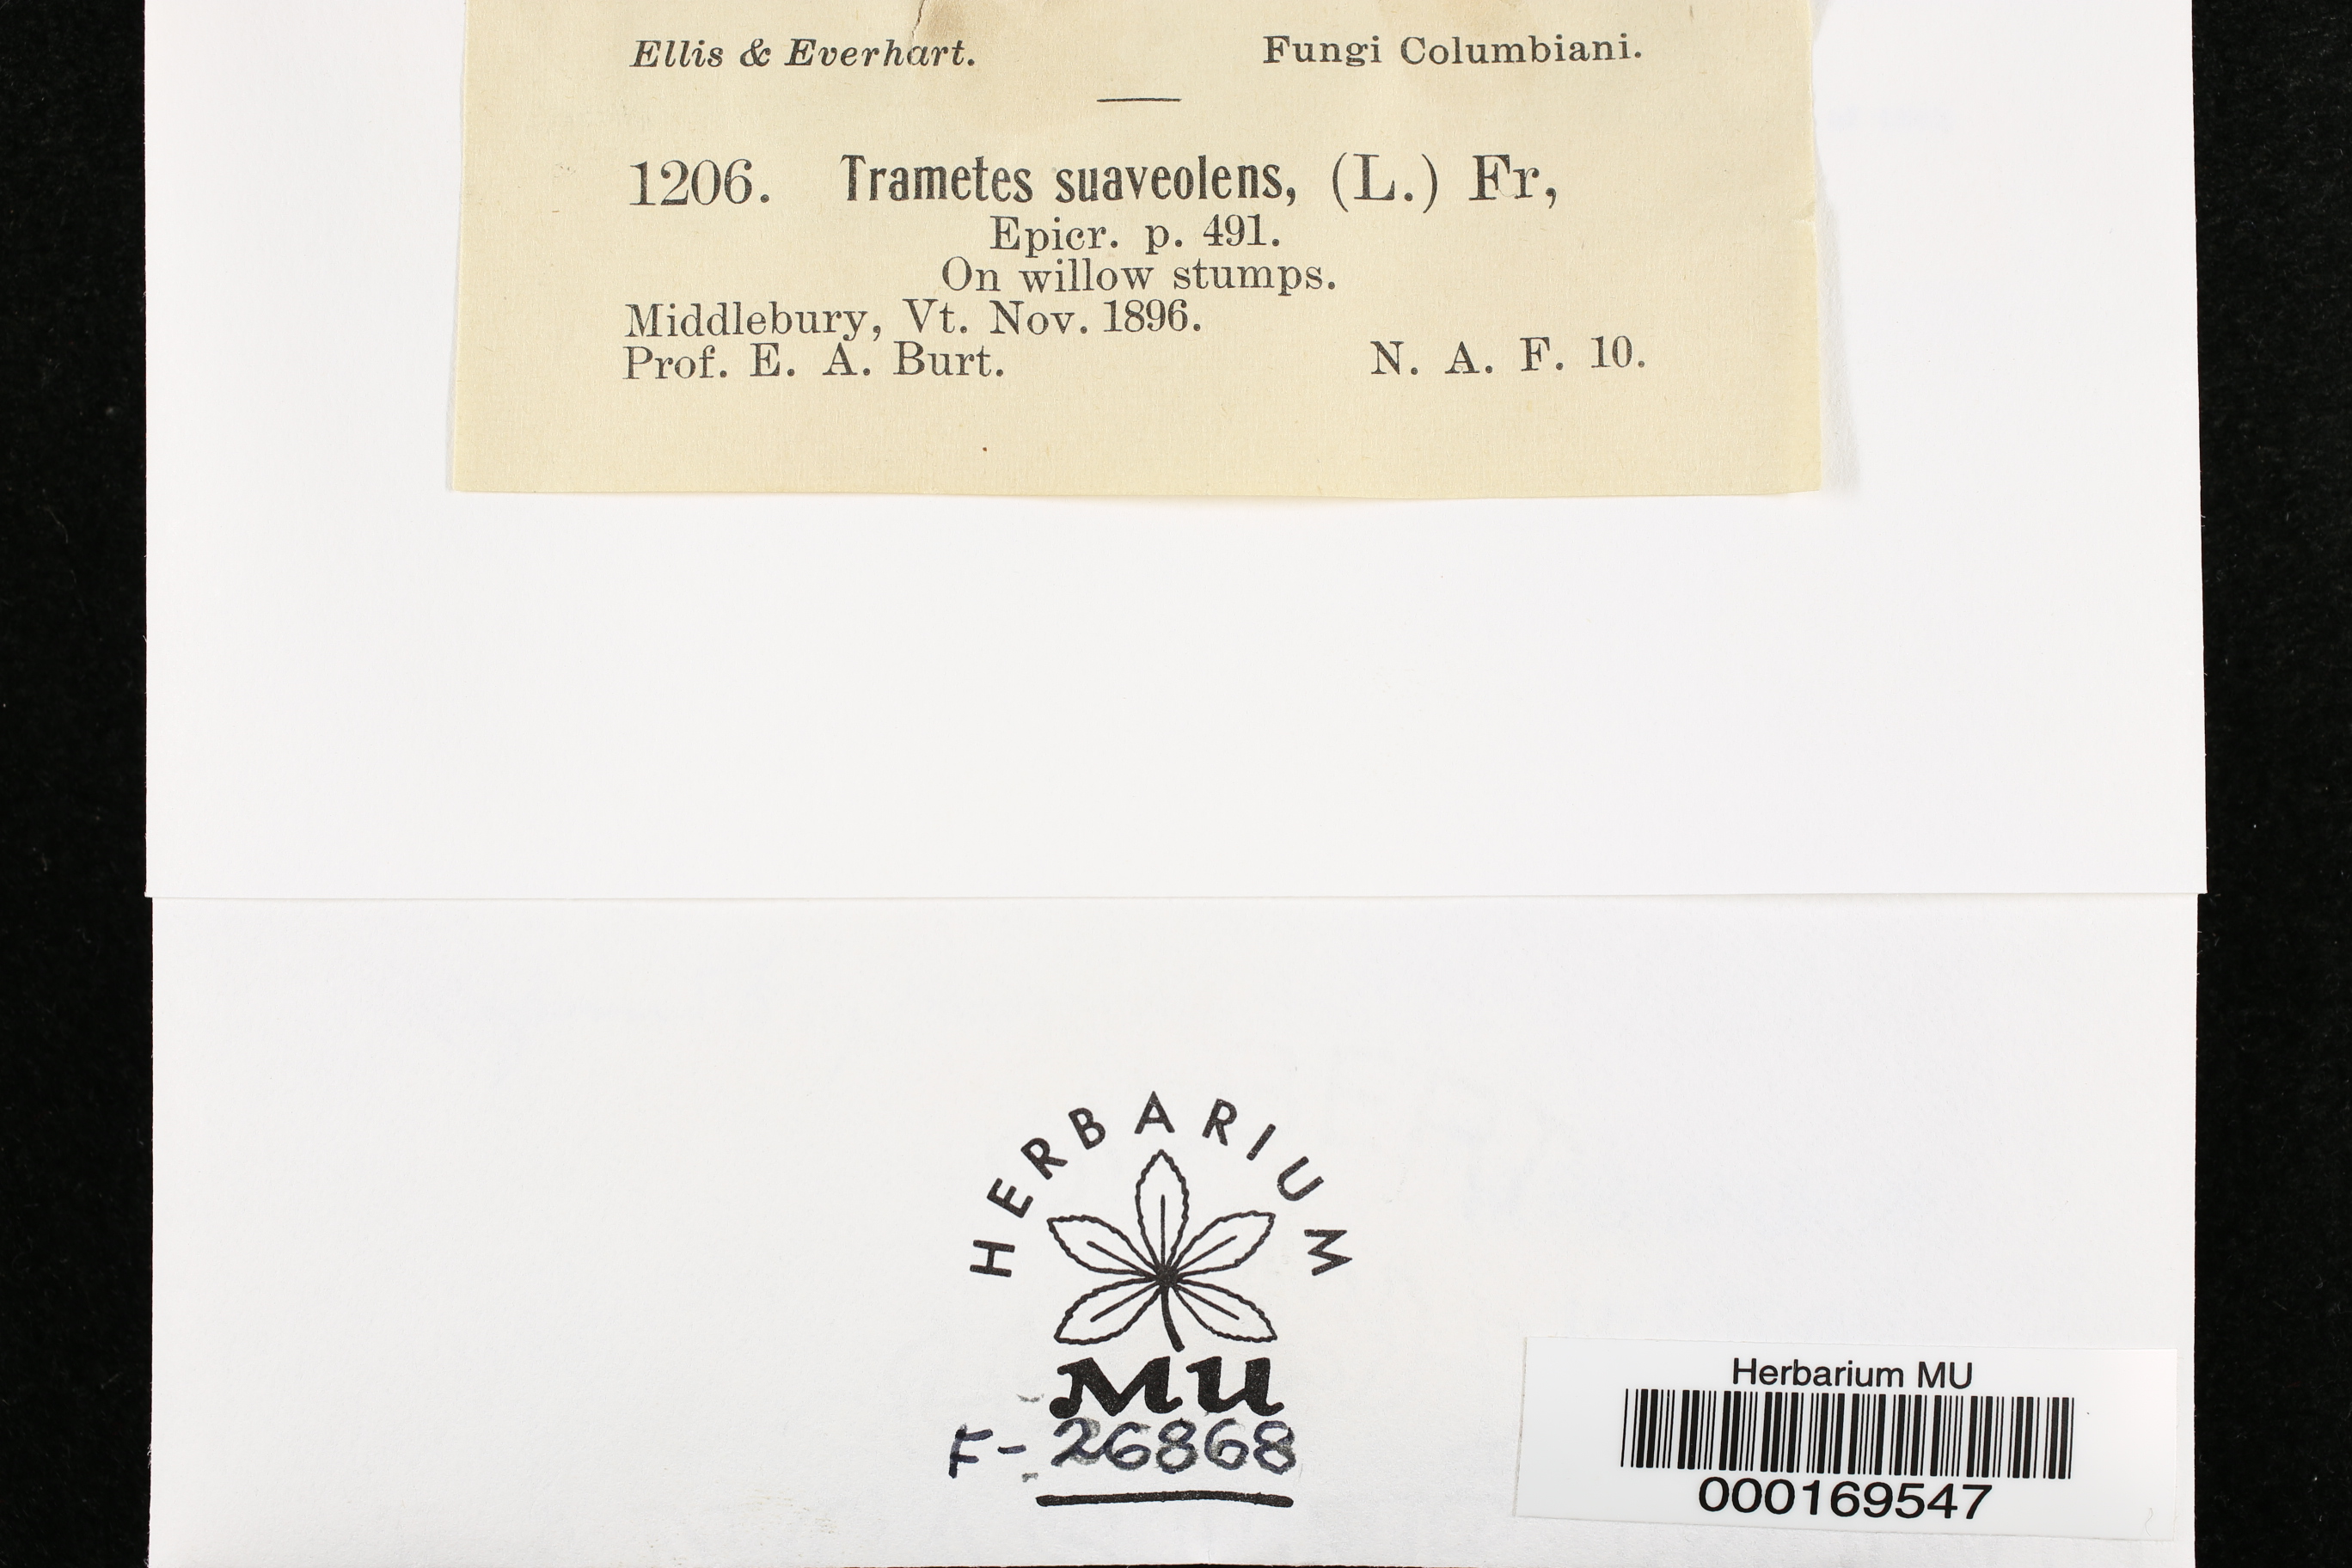 Ellis & Everhart. Fungi Columbiani.
1206. Trametes suaveolens, (L.) Fr,
Epicr. p. 491.
On willow stumps.
Middlebury, Vt. Nov. 1896.
Prof. E. A. Burt. N. A. F. 10.
HERBARIUM
MU
F-26868
Herbarium MU
000169547